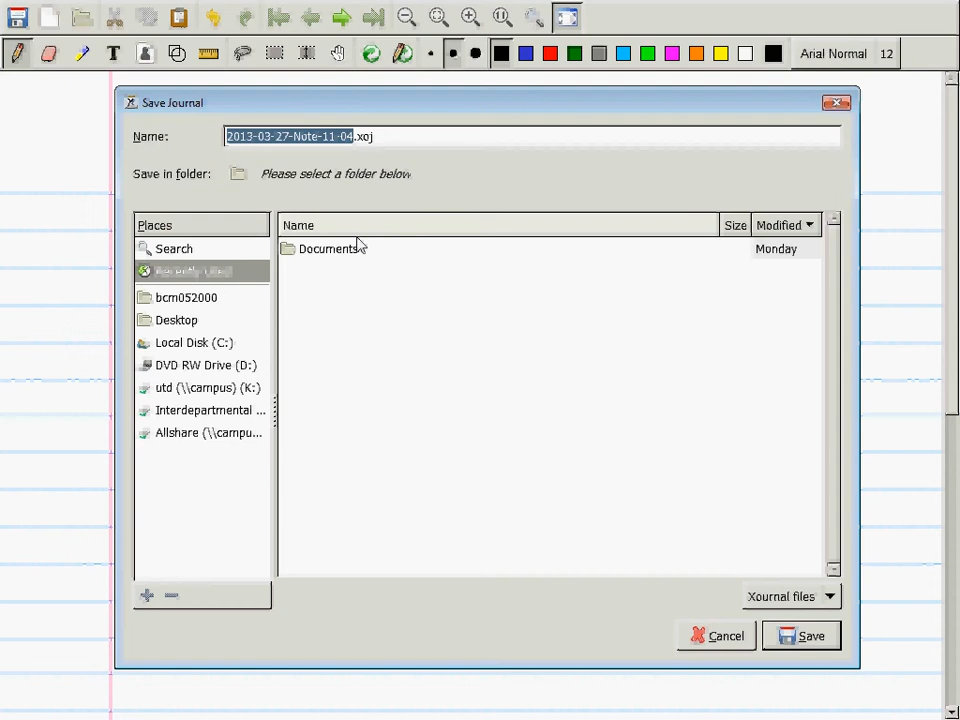 T
Arial Normal 12
Save Journal
Name: 2013-03-27-Note-11-04.xoj
Save in folder: Please select a folder below
Places
Name Size Modified
Search
Documents Monday
bcm052000
Desktop
Local Disk (C:)
DVD RW Drive (D:)
utd (\\campus) (K:)
Interdepartmental ...
Allshare (\\campu...
Xournal files
Cancel Save